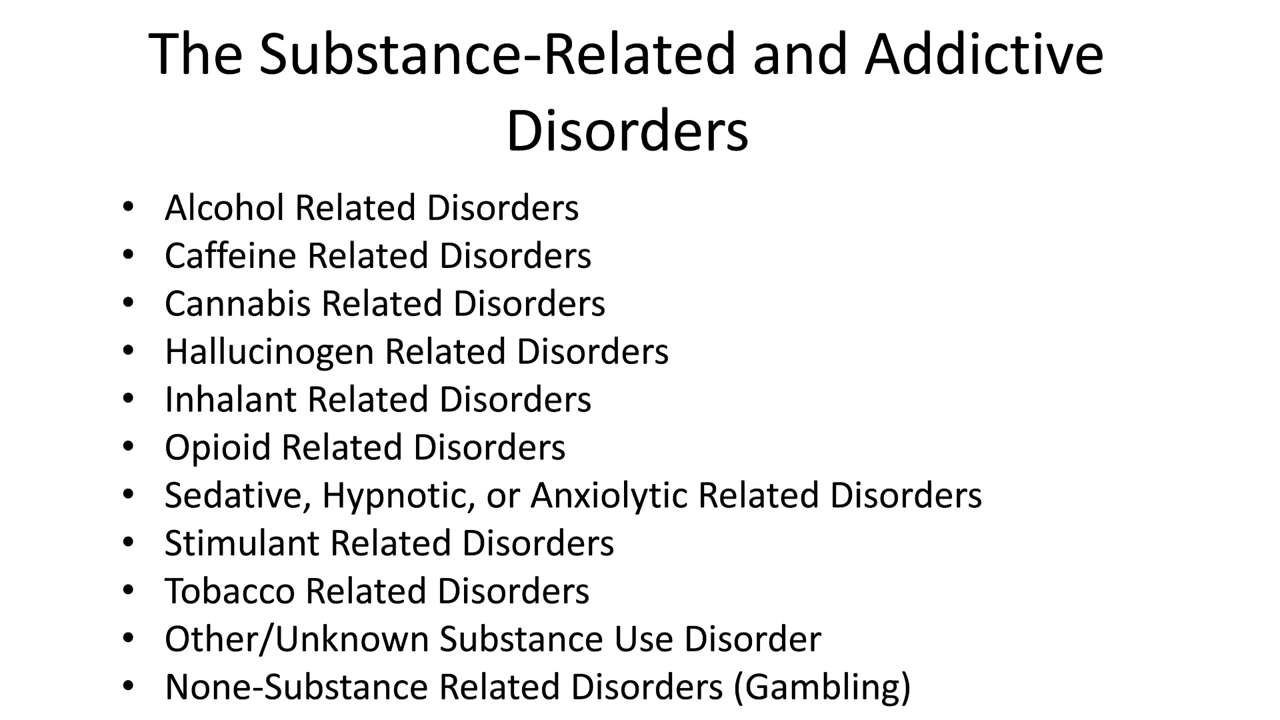 The Substance-Related and Addictive
Disorders
• Alcohol Related Disorders
• Caffeine Related Disorders
• Cannabis Related Disorders
• Hallucinogen Related Disorders
• Inhalant Related Disorders
• Opioid Related Disorders
• Sedative, Hypnotic, or Anxiolytic Related Disorders
• Stimulant Related Disorders
• Tobacco Related Disorders
• Other/Unknown Substance Use Disorder
• None-Substance Related Disorders (Gambling)